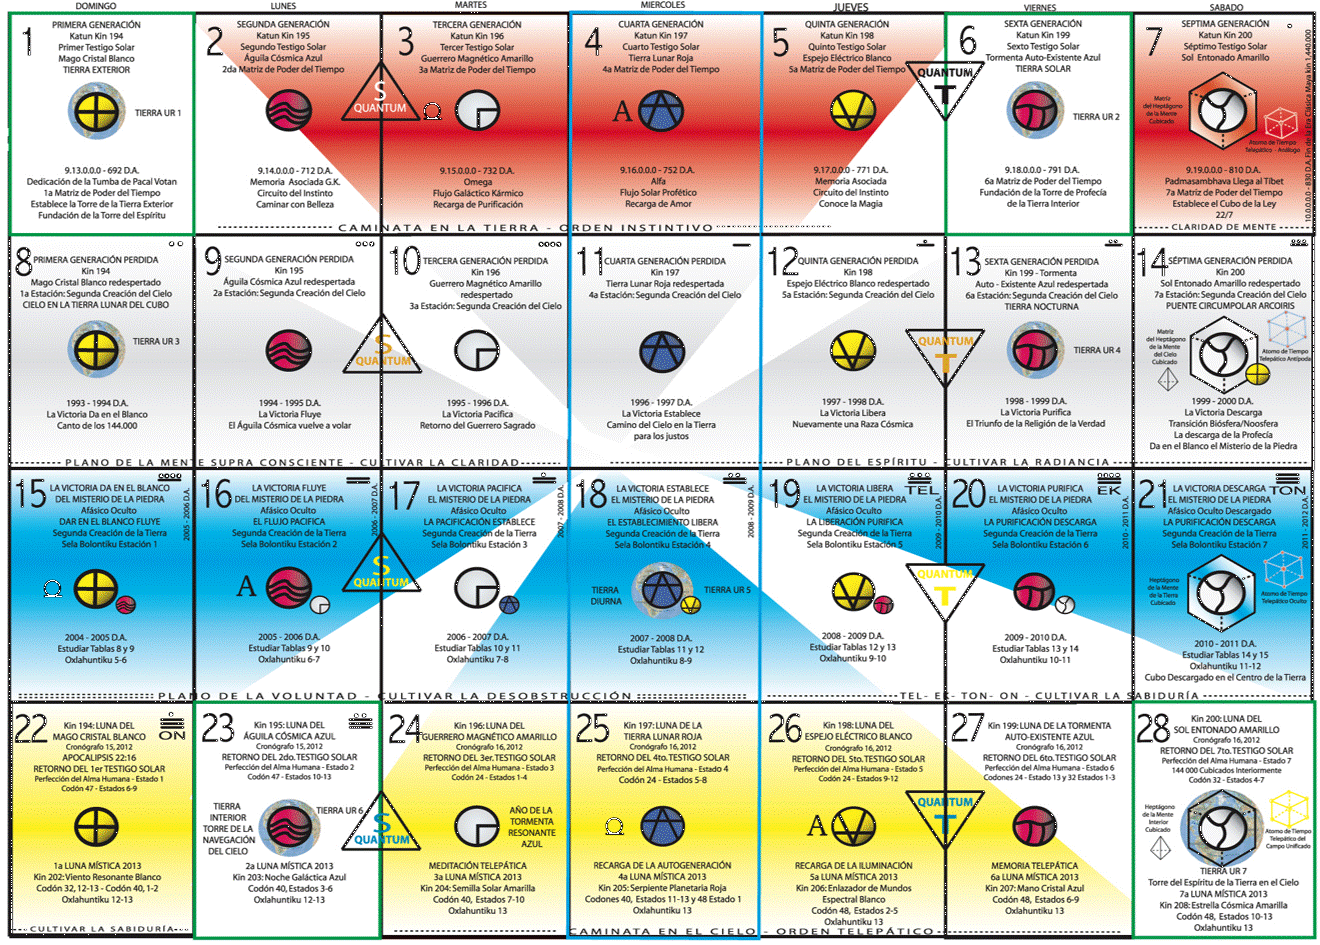 DOMINGO
LUNES
MARTES
MIERCOLES
JUEVES
VIERNES
SABADO
1
PRIMERA GENERACIÓN
Katun Kin 194
Primer Testigo Solar
Mago Cristal Blanco
TIERRA EXTERIOR
TIERRA UR 1
9.13.0.0.0 - 692 D.A.
Dedicación de la Tumba de Pacal Votan
1a Matriz de Poder del Tiempo
Establece la Torre de la Tierra Exterior
Fundación de la Torre del Espíritu
2
SEGUNDA GENERACIÓN
Katun Kin 195
Segundo Testigo Solar
Águila Cósmica Azul
2da Matriz de Poder del Tiempo
S
QUANTUM
9.14.0.0.0 - 712 D.A.
Memoria Asociada G.K.
Circuito del Instinto
Caminar con Belleza
3
TERCERA GENERACIÓN
Katun Kin 196
Tercer Testigo Solar
Guerrero Magnético Amarillo
3a Matriz de Poder del Tiempo
Ω
9.15.0.0.0 - 732 D.A.
Omega
Flujo Galáctico Kármico
Recarga de Purificación
4
CUARTA GENERACIÓN
Katun Kin 197
Cuarto Testigo Solar
Tierra Lunar Roja
4a Matriz de Poder del Tiempo
A
9.16.0.0.0 - 752 D.A.
Alfa
Flujo Solar Profético
Recarga de Amor
5
QUINTA GENERACIÓN
Katun Kin 198
Quinto Testigo Solar
Espejo Eléctrico Blanco
5a Matriz de Poder del Tiempo
9.17.0.0.0 - 771 D.A.
Memoria Asociada
Circuito del Instinto
Conoce la Magia
QUANTUM
T
6
SEXTA GENERACIÓN
Katun Kin 199
Sexto Testigo Solar
Tormenta Auto-Existente Azul
TIERRA SOLAR
TIERRA UR 2
9.18.0.0.0 - 791 D.A.
6a Matriz de Poder del Tiempo
Fundación de la Torre de Profecía
de la Tierra Interior
7
SEPTIMA GENERACIÓN
Katun Kin 200
Séptimo Testigo Solar
Sol Entonado Amarillo
Matriz
del Heptágono
de la Mente
Cubicado
Atomo de Tiempo
Telepático - Análogo
9.19.0.0.0 - 810 D.A.
Padmasambhava Llega al Tíbet
7a Matriz de Poder del Tiempo
Establece el Cubo de la Ley
22/7
10.0.0.0.0 - 830 D.A. Fin de la Era Clásica Maya kin 1,440.000
CAMINATA EN LA TIERRA - ORDEN INSTINTIVO
CLARIDAD DE MENTE
8
PRIMERA GENERACIÓN PERDIDA
Kin 194
Mago Cristal Blanco redespertado
1a Estación: Segunda Creación del Cielo
CIELO EN LA TIERRA LUNAR DEL CUBO
TIERRA UR 3
1993 - 1994 D.A.
La Victoria Da en el Blanco
Canto de los 144.000
9
SEGUNDA GENERACIÓN PERDIDA
Kin 195
Águila Cósmica Azul redespertada
2a Estación: Segunda Creación del Cielo
S
QUANTUM
1994 - 1995 D.A.
La Victoria Fluye
El Águila Cósmica vuelve a volar
10
TERCERA GENERACIÓN PERDIDA
Kin 196
Guerrero Magnético Amarillo
redespertado
3a Estación: Segunda Creación del Cielo
1995 - 1996 D.A.
La Victoria Pacifica
Retorno del Guerrero Sagrado
11
CUARTA GENERACIÓN PERDIDA
Kin 197
Tierra Lunar Roja redespertada
4a Estación: Segunda Creación del Cielo
1996 - 1997 D.A.
La Victoria Establece
Camino del Cielo en la Tierra
para los justos
12
QUINTA GENERACIÓN PERDIDA
Kin 198
Espejo Eléctrico Blanco redespertado
5a Estación: Segunda Creación del Cielo
1997 - 1998 D.A.
La Victoria Libera
Nuevamente una Raza Cósmica
QUANTUM
T
13
SEXTA GENERACIÓN PERDIDA
Kin 199 - Tormenta
Auto - Existente Azul redespertada
6a Estación: Segunda Creación del Cielo
TIERRA NOCTURNA
TIERRA UR 4
1998 - 1999 D.A.
La Victoria Purifica
El Triunfo de la Religión de la Verdad
14
SÉPTIMA GENERACIÓN PERDIDA
Kin 200
Sol Entonado Amarillo redespertado
7a Estación: Segunda Creación del Cielo
PUENTE CIRCUMPOLAR ARCOIRIS
Matriz
del Heptágono
de la Mente
del Cielo
Cubicado
Atomo de Tiempo
Telepático Antípoda
1999 - 2000 D.A.
La Victoria Descarga
Transición Biósfera/Noosfera
La descarga de la Profecía
Da en el Blanco el Misterio de la Piedra
PLANO DE LA MENTE SUPRA CONSCIENTE - CULTIVAR LA CLARIDAD
PLANO DEL ESPÍRITU - CULTIVAR LA RADIANCIA
15
LA VICTORIA DA EN EL BLANCO
DEL MISTERIO DE LA PIEDRA
Afásico Oculto
DAR EN EL BLANCO FLUYE
Segunda Creación de la Tierra
Sela Bolontiku Estación 1
2005 - 2006 D.A.
Ω
2004 - 2005 D.A.
Estudiar Tablas 8 y 9
Oxlahuntiku 5-6
16
LA VICTORIA FLUYE
DEL MISTERIO DE LA PIEDRA
Afásico Oculto
EL FLUJO PACIFICA
Segunda Creación de la Tierra
Sela Bolontiku Estación 2
2006 - 2007 D.A.
A
S
QUANTUM
2005 - 2006 D.A.
Estudiar Tablas 9 y 10
Oxlahuntiku 6-7
17
LA VICTORIA PACIFICA
EL MISTERIO DE LA PIEDRA
Afásico Oculto
LA PACIFICACIÓN ESTABLECE
Segunda Creación de la Tierra
Sela Bolontiku Estación 3
2007 - 2008 D.A.
2006 - 2007 D.A.
Estudiar Tablas 10 y 11
Oxlahuntiku 7-8
18
LA VICTORIA ESTABLECE
EL MISTERIO DE LA PIEDRA
Afásico Oculto
EL ESTABLECIMIENTO LIBERA
Segunda Creación de la Tierra
Sela Bolontiku Estación 4
2008 - 2009 D.A.
TIERRA
DIURNA
TIERRA UR 5
2007 - 2008 D.A.
Estudiar Tablas 11 y 12
Oxlahuntiku 8-9
19
LA VICTORIA LIBERA
EL MISTERIO DE LA PIEDRA
Afásico Oculto
LA LIBERACIÓN PURIFICA
Segunda Creación de la Tierra
Sela Bolontiku Estación 5
TEL
2009 - 2010 D.A.
2008 - 2009 D.A.
Estudiar Tablas 12 y 13
Oxlahuntiku 9-10
QUANTUM
T
20
LA VICTORIA PURIFICA
EL MISTERIO DE LA PIEDRA
Afásico Oculto
LA PURIFICACIÓN DESCARGA
Segunda Creación de la Tierra
Sela Bolontiku Estación 6
EK
2010 - 2011 D.A.
2009 - 2010 D.A.
Estudiar Tablas 13 y 14
Oxlahuntiku 10-11
21
LA VICTORIA DESCARGA
EL MISTERIO DE LA PIEDRA
Afásico Oculto Descargado
LA PURIFICACIÓN DESCARGA
Segunda Creación de la Tierra
Sela Bolontiku Estación 7
TON
2011 - 2012 D.A.
Heptágono
de la Mente
de la Tierra
Cubicado
Atomo de Tiempo
Telepático Oculto
2010 - 2011 D.A.
Estudiar Tablas 14 y 15
Oxlahuntiku 11-12
Cubo Descargado en el Centro de la Tierra
PLANO DE LA VOLUNTAD - CULTIVAR LA DESOBSTRUCCIÓN
TEL- EK- TON- ON - CULTIVAR LA SABIDURÍA
22
Kin 194: LUNA DEL
MAGO CRISTAL BLANCO
Cronógrafo 15, 2012
APOCALIPSIS 22:16
RETORNO DEL 1er TESTIGO SOLAR
Perfección del Alma Humana - Estado 1
Codón 47 - Estados 6-9
ON
1a LUNA MÍSTICA 2013
Kin 202: Viento Resonante Blanco
Codón 32, 12-13 - Codón 40, 1-2
Oxlahuntiku 12-13
23
Kin 195: LUNA DEL
ÁGUILA CÓSMICA AZUL
Cronógrafo 15, 2012
RETORNO DEL 2do. TESTIGO SOLAR
Perfección del Alma Humana - Estado 2
Codón 47 - Estados 10-13
TIERRA
INTERIOR
TORRE DE LA
NAVEGACIÓN
DEL CIELO
TIERRA UR 6
S
QUANTUM
2a LUNA MÍSTICA 2013
Kin 203: Noche Galáctica Azul
Codón 40, Estados 3-6
Oxlahuntiku 12-13
24
Kin 196: LUNA DEL
GUERRERO MAGNÉTICO AMARILLO
Cronógrafo 16, 2012
RETORNO DEL 3er. TESTIGO SOLAR
Perfección del Alma Humana - Estado 3
Codón 24 - Estados 1-4
AÑO DE LA
TORMENTA
RESONANTE
AZUL
MEDITACIÓN TELEPÁTICA
3a LUNA MÍSTICA 2013
Kin 204: Semilla Solar Amarilla
Codón 40, Estados 7-10
Oxlahuntiku 13
25
Kin 197: LUNA DE LA
TIERRA LUNAR ROJA
Cronógrafo 16, 2012
RETORNO DEL 4to. TESTIGO SOLAR
Perfección del Alma Humana - Estado 4
Codón 24 - Estados 5-8
Ω
RECARGA DE LA AUTOGENERACIÓN
4a LUNA MÍSTICA 2013
Kin 205: Serpiente Planetaria Roja
Codones 40, Estados 11-13 y 48 Estado 1
Oxlahuntiku 13
26
Kin 198: LUNA DEL
ESPEJO ELÉCTRICO BLANCO
Cronógrafo 16, 2012
RETORNO DEL 5to. TESTIGO SOLAR
Perfección del Alma Humana - Estado 5
Codón 24 - Estados 9-12
A
RECARGA DE LA ILUMINACIÓN
5a LUNA MÍSTICA 2013
Kin 206: Enlazador de Mundos
Espectral Blanco
Codón 48, Estados 2-5
Oxlahuntiku 13
QUANTUM
T
27
Kin 199: LUNA DE LA TORMENTA
AUTO-EXISTENTE AZUL
Cronógrafo 16, 2012
RETORNO DEL 6to. TESTIGO SOLAR
Perfección del Alma Humana - Estado 6
Codones 24 - Estado 13 y 32 Estados 1-3
MEMORIA TELEPÁTICA
6a LUNA MÍSTICA 2013
Kin 207: Mano Cristal Azul
Codón 48, Estados 6-9
Oxlahuntiku 13
28
Kin 200: LUNA DEL
SOL ENTONADO AMARILLO
Cronógrafo 16, 2012
RETORNO DEL 7to. TESTIGO SOLAR
Perfección del Alma Humana - Estado 7
144 000 Cubicados Interiormente
Codón 32 - Estados 4-7
Heptágono
de la Mente
Interior
Cubicado
Atomo de Tiempo
Telepático del
Campo Unificado
TIERRA UR 7
Torre del Espíritu de la Tierra en el Cielo
7a LUNA MÍSTICA 2013
Kin 208: Estrella Cósmica Amarilla
Codón 48, Estados 10-13
Oxlahuntiku 13
CULTIVAR LA SABIDURÍA
CAMINATA EN EL CIELO - ORDEN TELEPÁTICO